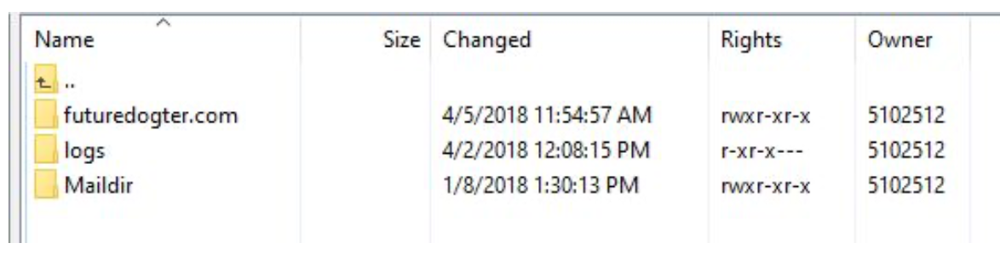 Name Size Changed Rights Owner
..
futuredogter.com 4/5/2018 11:54:57 AM rwxr-xr-x 5102512
logs 4/2/2018 12:08:15 PM r-xr-x--- 5102512
Maildir 1/8/2018 1:30:13 PM rwxr-xr-x 5102512